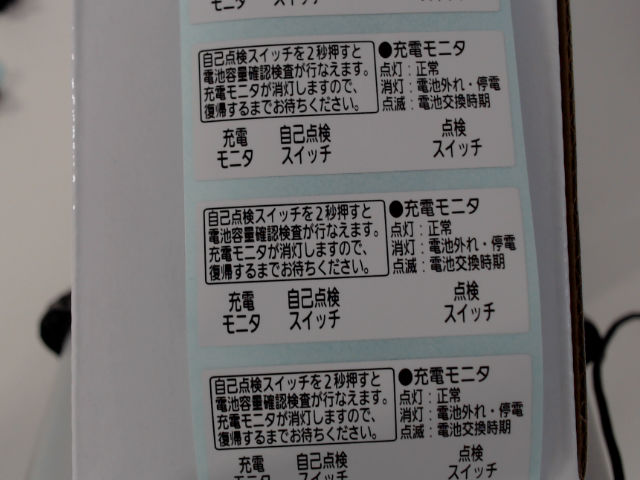 モニタ スイッチ
自己点検スイッチを2秒押すと
電池容量確認検査が行なえます。
充電モニタが消灯しますので、
復帰するまでお待ちください。
●充電モニタ
点灯：正常
消灯：電池外れ・停電
点滅：電池交換時期
充電
モニタ
自己点検
スイッチ
点検
スイッチ
自己点検スイッチを2秒押すと
電池容量確認検査が行なえます。
充電モニタが消灯しますので、
復帰するまでお待ちください。
●充電モニタ
点灯：正常
消灯：電池外れ・停電
点滅：電池交換時期
充電
モニタ
自己点検
スイッチ
点検
スイッチ
自己点検スイッチを2秒押すと
電池容量確認検査が行なえます。
充電モニタが消灯しますので、
復帰するまでお待ちください。
●充電モニタ
点灯：正常
消灯：電池外れ・停電
点滅：電池交換時期
充電
モニタ
自己点検
スイッチ
点検
スイッチ